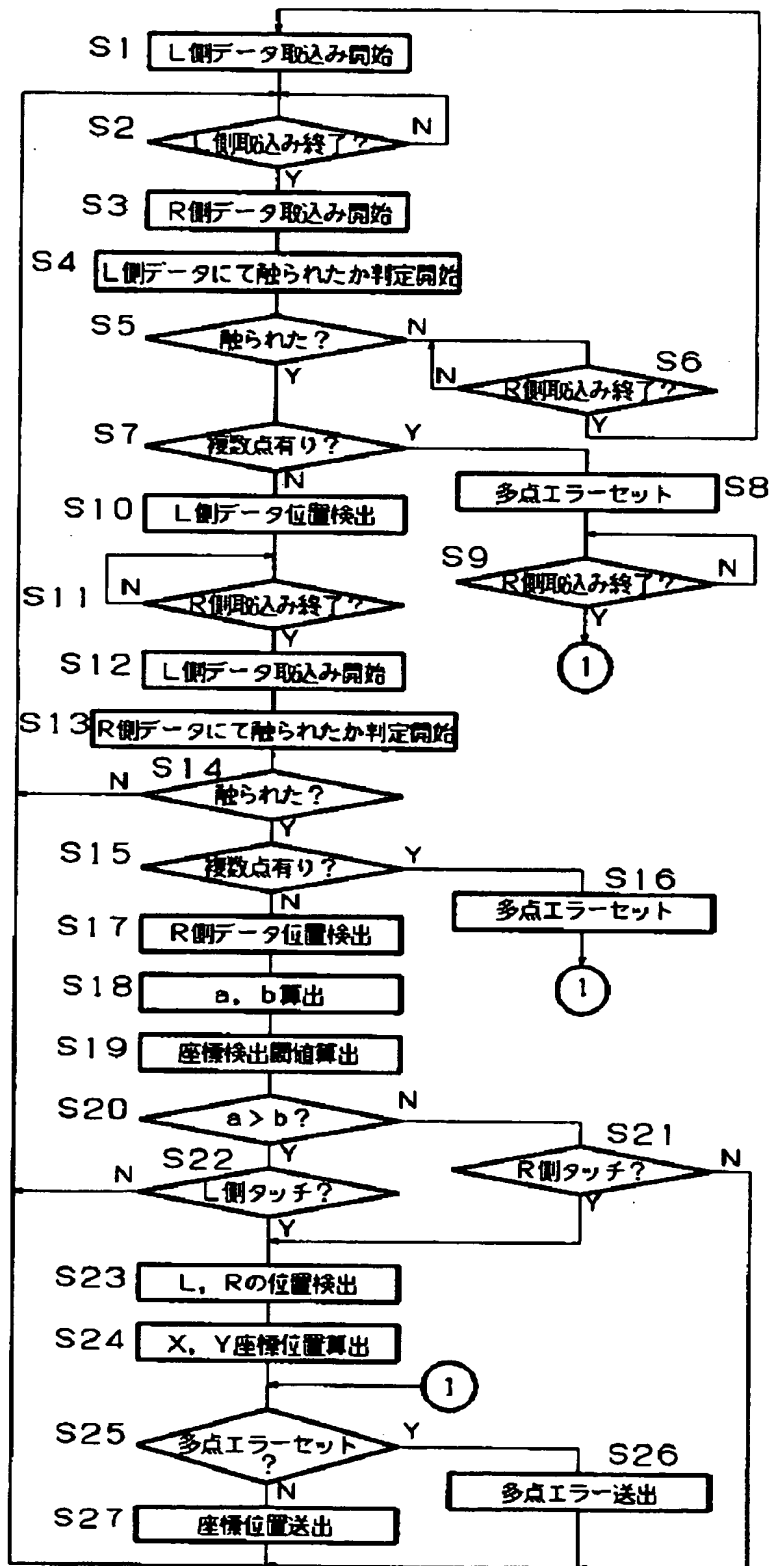 S1 L側データ取込み開始
S2 L側取込み終了? N
Y
S3 R側データ取込み開始
S4 L側データにて触られたか判定開始
S5 触られた? N
Y
S6 R側取込み終了? N
Y
S7 複数点有り? Y
N
S8 多点エラーセット
S9 R側取込み終了? N
Y
1
S10 L側データ位置検出
S11 R側取込み終了? N
Y
S12 L側データ取込み開始
S13 R側データにて触られたか判定開始
S14 触られた? N
Y
S15 複数点有り? Y
N
S16 多点エラーセット
1
S17 R側データ位置検出
S18 a, b算出
S19 座標検出閾値算出
S20 a>b? N
Y
S21 R側タッチ? N
Y
S22 L側タッチ? N
Y
S23 L, Rの位置検出
S24 X, Y座標位置算出
1
S25 多点エラーセット
? Y
N
S26 多点エラー送出
S27 座標位置送出